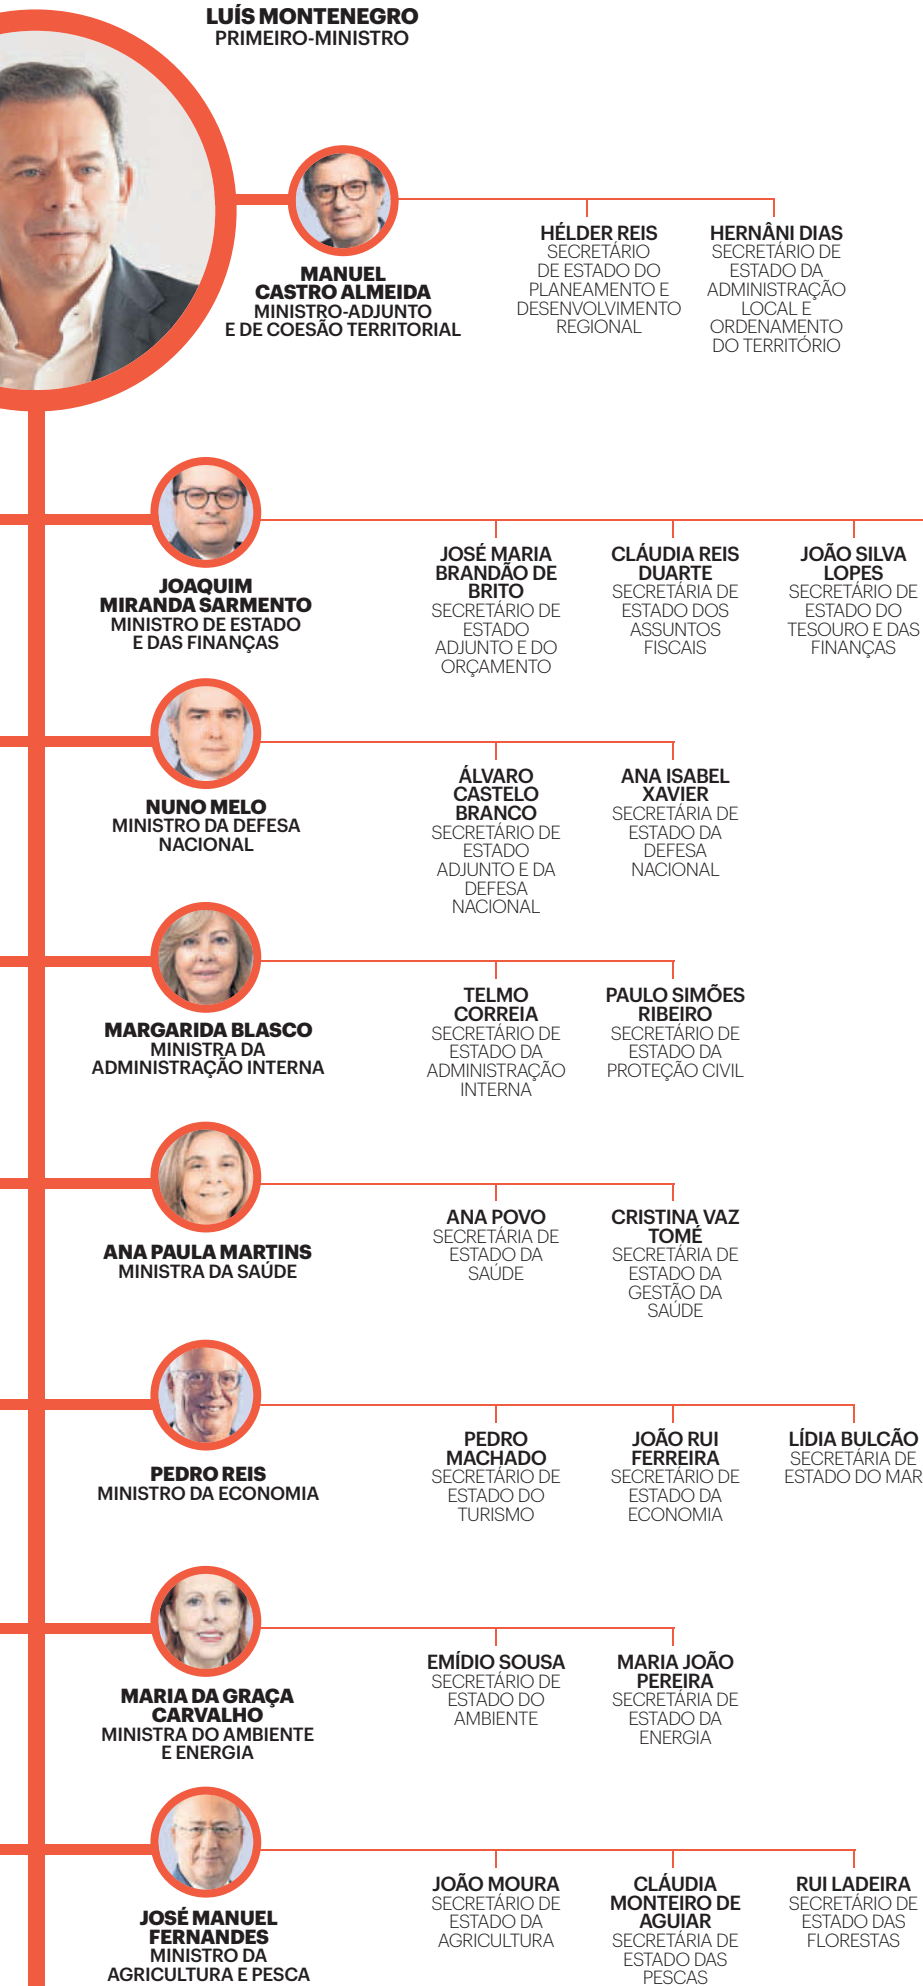 LUÍS MONTENEGRO
PRIMEIRO-MINISTRO
MANUEL
CASTRO ALMEIDA
MINISTRO-ADJUNTO
E DE COESÃO TERRITORIAL
HÉLDER REIS
SECRETÁRIO
DE ESTADO DO
PLANEAMENTO E
DESENVOLVIMENTO
REGIONAL
HERNÂNI DIAS
SECRETÁRIO DE
ESTADO DA
ADMINISTRAÇÃO
LOCAL E
ORDENAMENTO
DO TERRITÓRIO
JOAQUIM
MIRANDA SARMENTO
MINISTRO DE ESTADO
E DAS FINANÇAS
JOSÉ MARIA
BRANDÃO DE
BRITO
SECRETÁRIO DE
ESTADO
ADJUNTO E DO
ORÇAMENTO
CLÁUDIA REIS
DUARTE
SECRETÁRIA DE
ESTADO DOS
ASSUNTOS
FISCAIS
JOÃO SILVA
LOPES
SECRETÁRIO DE
ESTADO DO
TESOURO E DAS
FINANÇAS
NUNO MELO
MINISTRO DA DEFESA
NACIONAL
ÁLVARO
CASTELO
BRANCO
SECRETÁRIO DE
ESTADO
ADJUNTO E DA
DEFESA
NACIONAL
ANA ISABEL
XAVIER
SECRETÁRIA DE
ESTADO DA
DEFESA
NACIONAL
MARGARIDA BLASCO
MINISTRA DA
ADMINISTRAÇÃO INTERNA
TELMO
CORREIA
SECRETÁRIO DE
ESTADO DA
ADMINISTRAÇÃO
INTERNA
PAULO SIMÕES
RIBEIRO
SECRETÁRIO DE
ESTADO DA
PROTEÇÃO CIVIL
ANA PAULA MARTINS
MINISTRA DA SAÚDE
ANA POVO
SECRETÁRIA DE
ESTADO DA
SAÚDE
CRISTINA VAZ
TOMÉ
SECRETÁRIA DE
ESTADO DA
GESTÃO DA
SAÚDE
PEDRO REIS
MINISTRO DA ECONOMIA
PEDRO
MACHADO
SECRETÁRIO DE
ESTADO DO
TURISMO
JOÃO RUI
FERREIRA
SECRETÁRIO DE
ESTADO DA
ECONOMIA
LÍDIA BULCÃO
SECRETÁRIA DE
ESTADO DO MAR
MARIA DA GRAÇA
CARVALHO
MINISTRA DO AMBIENTE
E ENERGIA
EMÍDIO SOUSA
SECRETÁRIO DE
ESTADO DO
AMBIENTE
MARIA JOÃO
PEREIRA
SECRETÁRIA DE
ESTADO DA
ENERGIA
JOSÉ MANUEL
FERNANDES
MINISTRO DA
AGRICULTURA E PESCA
JOÃO MOURA
SECRETÁRIO DE
ESTADO DA
AGRICULTURA
CLÁUDIA
MONTEIRO DE
AGUIAR
SECRETÁRIA DE
ESTADO DAS
PESCAS
RUI LADEIRA
SECRETÁRIO DE
ESTADO DAS
FLORESTAS